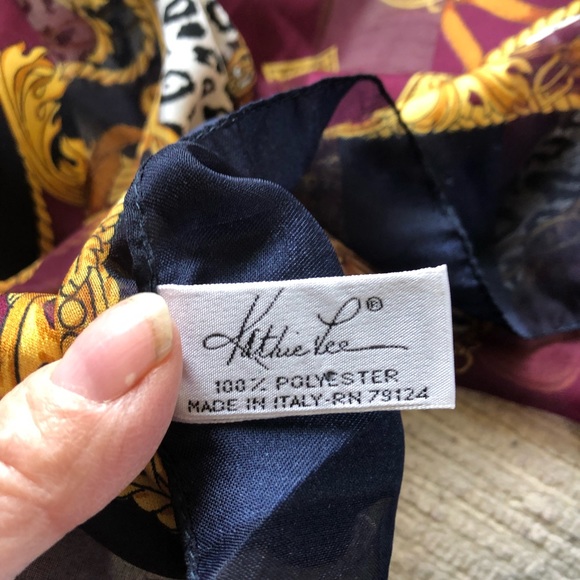 Kathie Lee®
100% POLYESTER
MADE IN ITALY-RN 79124